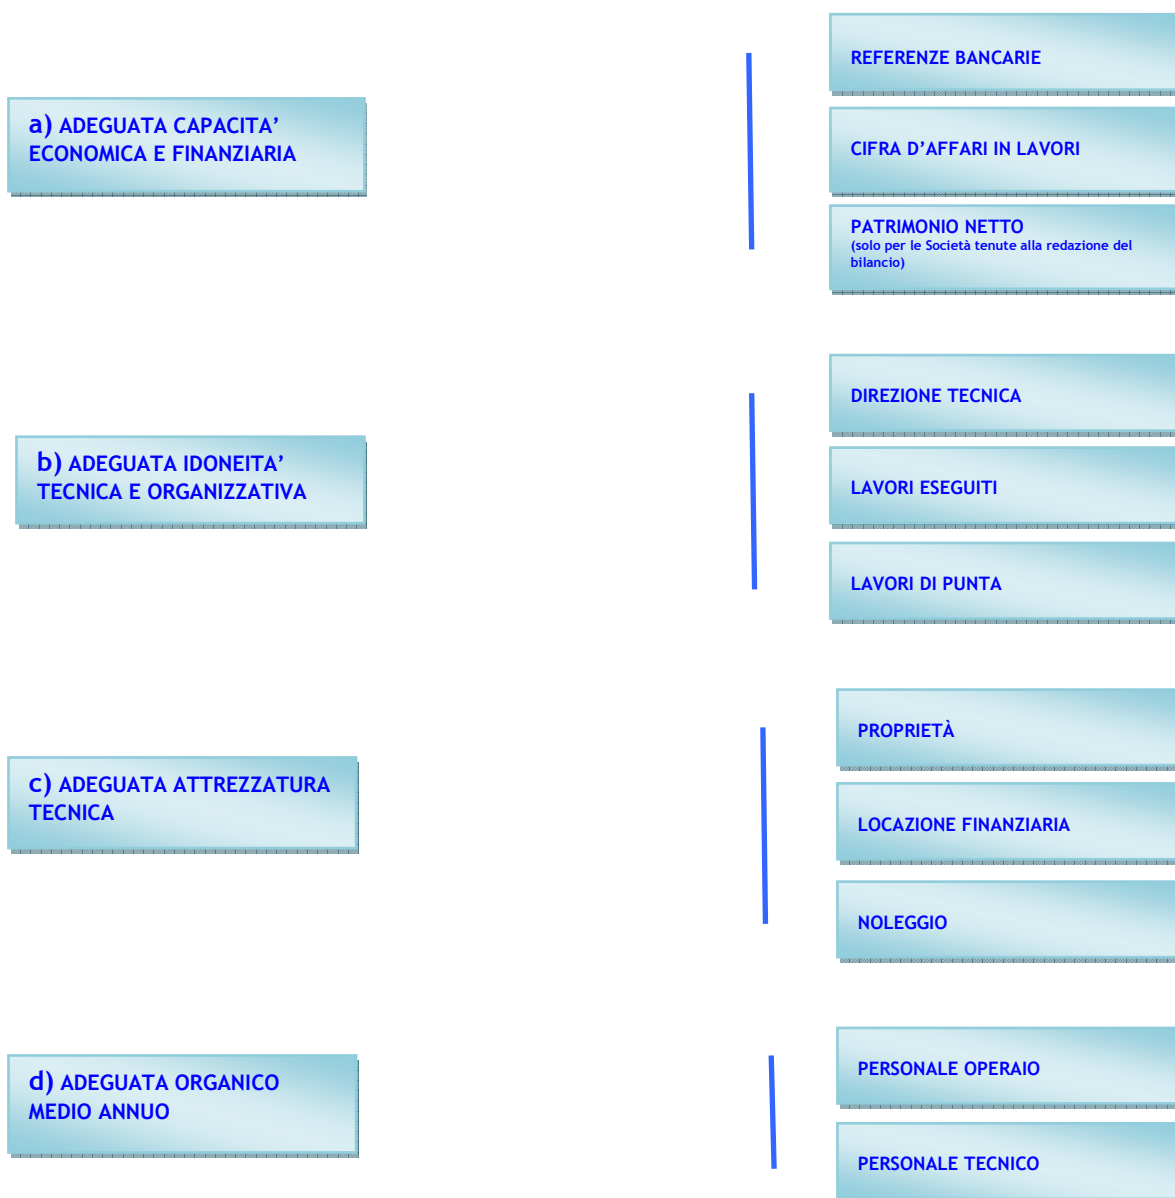 a) ADEGUATA CAPACITA’
ECONOMICA E FINANZIARIA
REFERENZE BANCARIE
CIFRA D’AFFARI IN LAVORI
PATRIMONIO NETTO
(solo per le Società tenute alla redazione del
bilancio)
b) ADEGUATA IDONEITA’
TECNICA E ORGANIZZATIVA
DIREZIONE TECNICA
LAVORI ESEGUITI
LAVORI DI PUNTA
c) ADEGUATA ATTREZZATURA
TECNICA
PROPRIETÀ
LOCAZIONE FINANZIARIA
NOLEGGIO
d) ADEGUATA ORGANICO
MEDIO ANNUO
PERSONALE OPERAIO
PERSONALE TECNICO